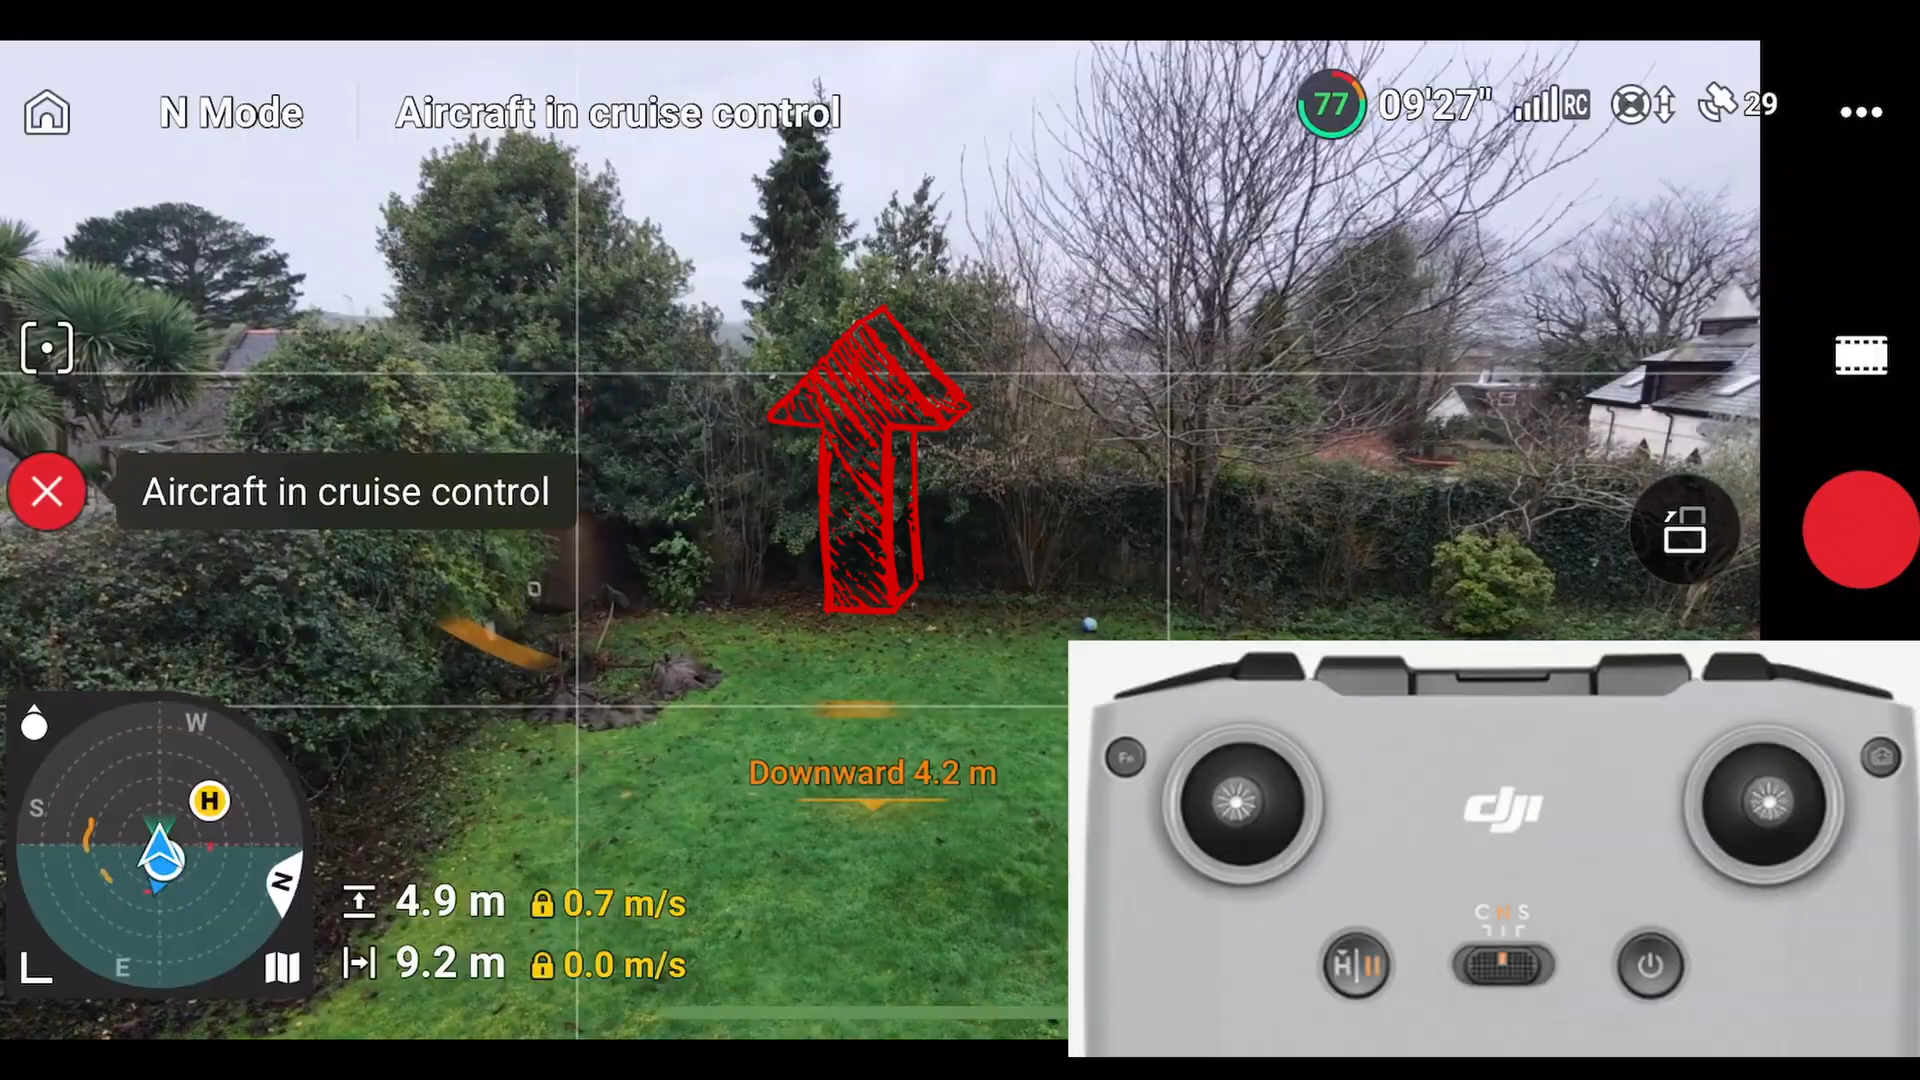 N Mode
Aircraft in cruise control
77
09'27"
RC
29
Aircraft in cruise control
Downward 4.2 m
W
S
H
N
E
4.9 m
0.7 m/s
9.2 m
0.0 m/s
Fn
dji
C N S
H